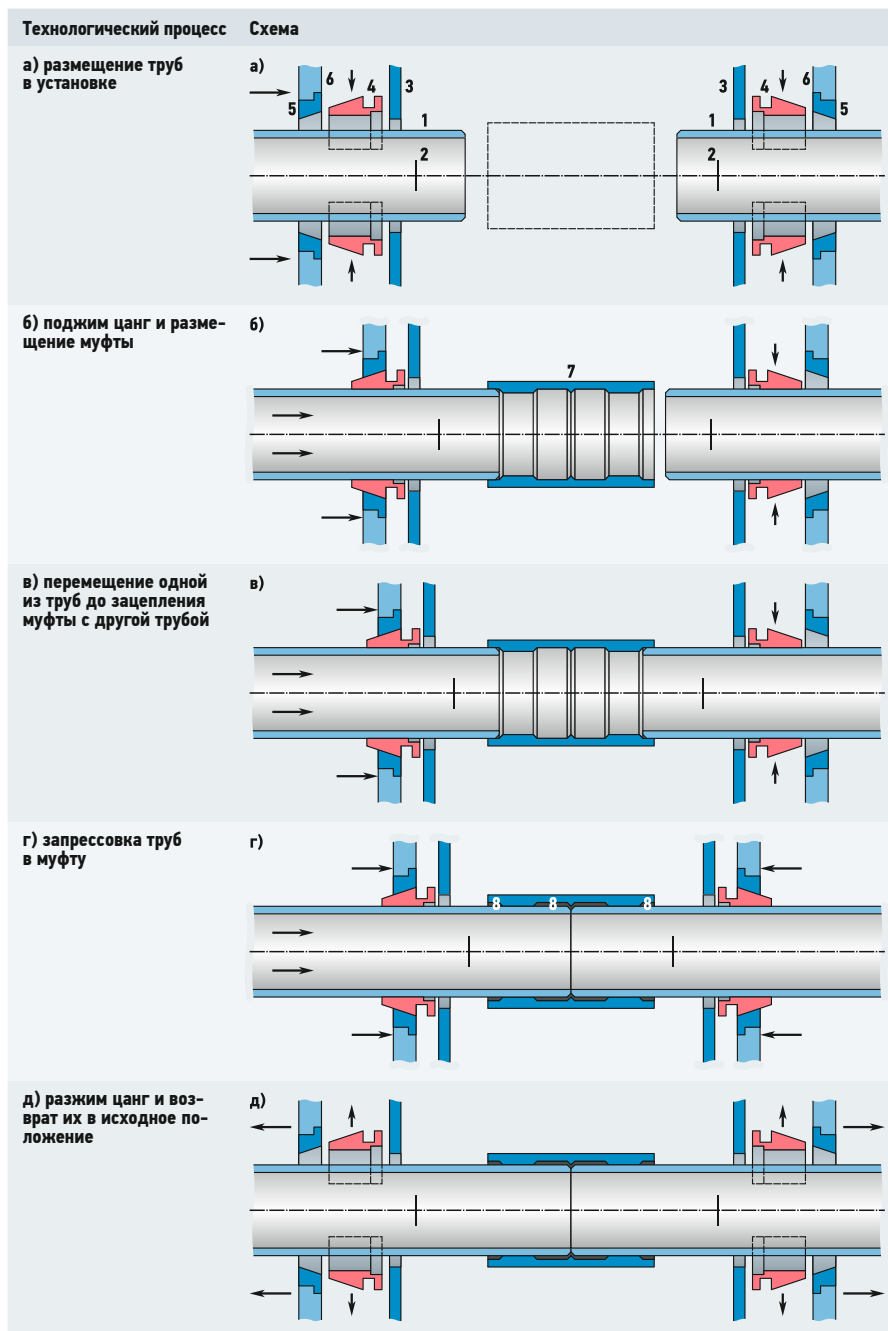 Технологический процесс Схема
а) размещение труб
в установке
а)
6 4 3
5 1
2
3 4 6
1 5
2
б) поджим цанг и разме-
щение муфты
б)
7
в) перемещение одной
из труб до зацепления
муфты с другой трубой
в)
г) запрессовка труб
в муфту
г)
8 8 8
д) разжим цанг и воз-
врат их в исходное по-
ложение
д)